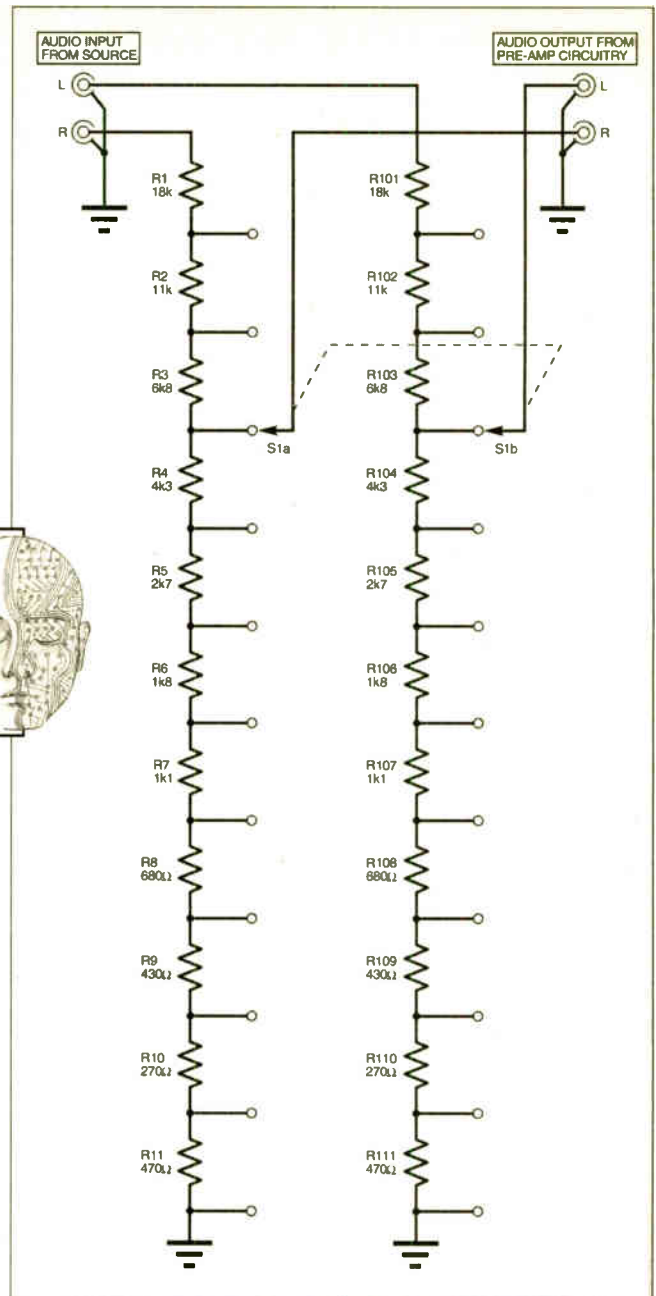 AUDIO INPUT
FROM SOURCE
AUDIO OUTPUT FROM
PRE-AMP CIRCUITRY
L
R
L
R
R1
18k
R101
18k
R2
11k
R102
11k
R3
6k8
R103
6k8
S1a
S1b
R4
4k3
R104
4k3
R5
2k7
R105
2k7
R6
1k8
R106
1k8
R7
1k1
R107
1k1
R8
680Ω
R108
680Ω
R9
430Ω
R109
430Ω
R10
270Ω
R110
270Ω
R11
470Ω
R111
470Ω